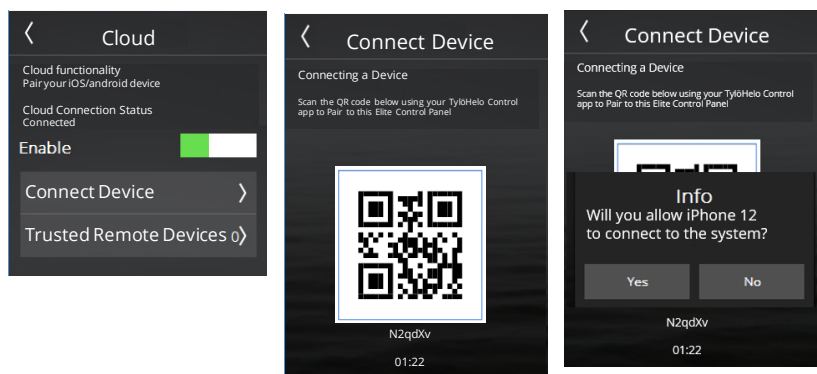 Cloud
Cloud functionality
Pair your iOS/android device
Cloud Connection Status
Connected
Enable
Connect Device
Trusted Remote Devices 0
Connect Device
Connecting a Device
Scan the QR code below using your TylöHelo Control
app to Pair to this Elite Control Panel
N2qdXv
01:22
Connect Device
Connecting a Device
Scan the QR code below using your TylöHelo Control
app to Pair to this Elite Control Panel
Info
Will you allow iPhone 12
to connect to the system?
Yes
No
N2qdXv
01:22